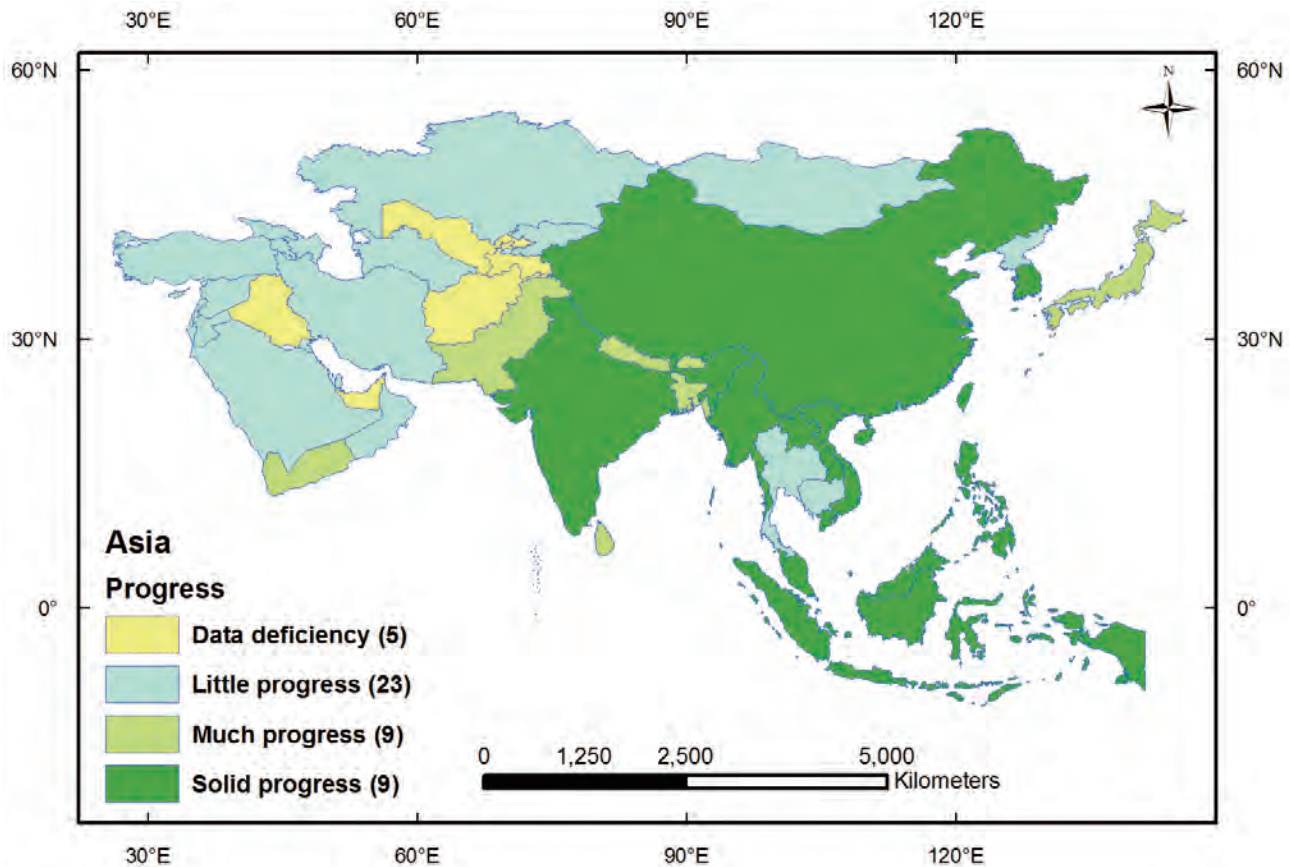 30°E 60°E 90°E 120°E
60°N 60°N
N
30°N 30°N
Asia
Progress
0° 0°
Data deficiency (5)
Little progress (23)
Much progress (9)
Solid progress (9)
0 1,250 2,500 5,000
Kilometers
30°E 60°E 90°E 120°E